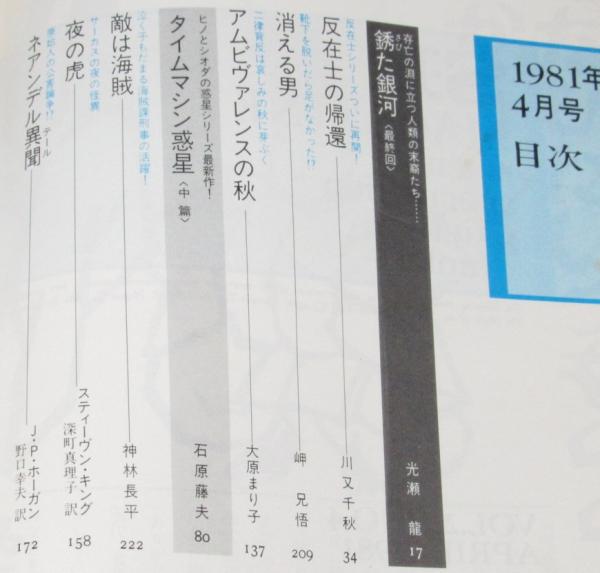 1981年
4月号
目次
存亡の淵に立つ人類の末裔たち……
錆た銀河〈最終回〉
さび
光瀬 龍
17
反在士シリーズついに再開!
反在士の帰還
川又千秋
34
靴下を脱いだら足がなかった!?
消える男
岬 兄悟
209
二律背反は哀しみの秋に芽ぶく
アムビヴァレンスの秋
大原まり子
137
ヒノとシオダの惑星シリーズ最新作!
タイムマシン惑星〈中篇〉
石原藤夫
80
泣く子もだまる海賊課刑事の活躍!
敵は海賊
神林長平
222
サーカスの夜の怪異
夜の虎
スティーヴン・キング
深町真理子 訳
158
原始人の公害論争!?
ネアンデル異聞
テール
J・P・ホーガン
野口幸夫 訳
172